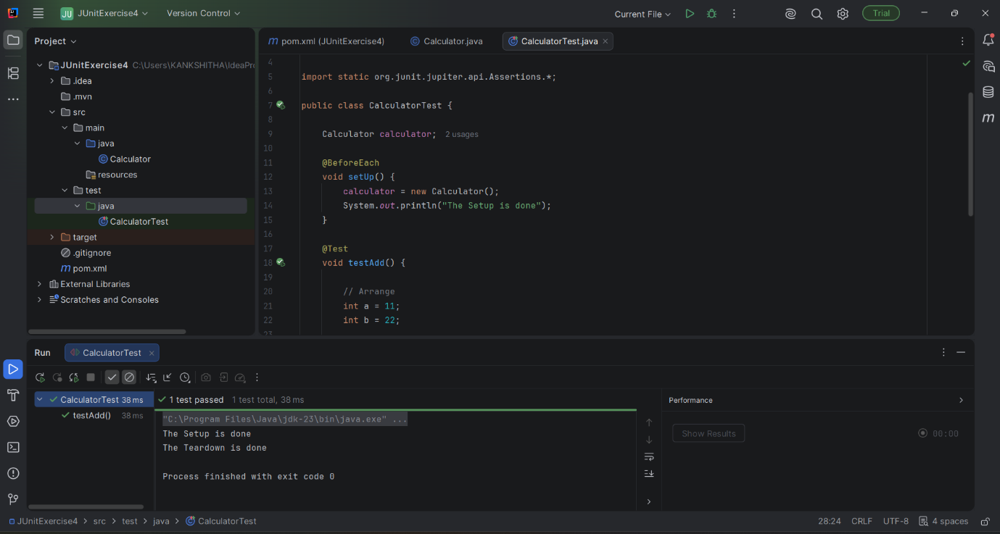 JU JUnitExercise4 Version Control Current File Trial
Project
JUnitExercise4 C:\Users\KANKSHITHA\IdeaPro
.idea
.mvn
src
main
java
Calculator
resources
test
java
CalculatorTest
target
.gitignore
m pom.xml
External Libraries
Scratches and Consoles
m pom.xml (JUnitExercise4) Calculator.java CalculatorTest.java
4
5 import static org.junit.jupiter.api.Assertions.*;
6
7 public class CalculatorTest {
8
9 Calculator calculator; 2 usages
10
11 @BeforeEach
12 void setUp() {
13 calculator = new Calculator();
14 System.out.println("The Setup is done");
15 }
16
17 @Test
18 void testAdd() {
19
20 // Arrange
21 int a = 11;
22 int b = 22;
23
m
Run CalculatorTest
CalculatorTest 38 ms
testAdd() 38 ms
1 test passed 1 test total, 38 ms
"C:\Program Files\Java\jdk-23\bin\java.exe" ...
The Setup is done
The Teardown is done
Process finished with exit code 0
Performance
Show Results 00:00
JUnitExercise4 > src > test > java > CalculatorTest 28:24 CRLF UTF-8 4 spaces